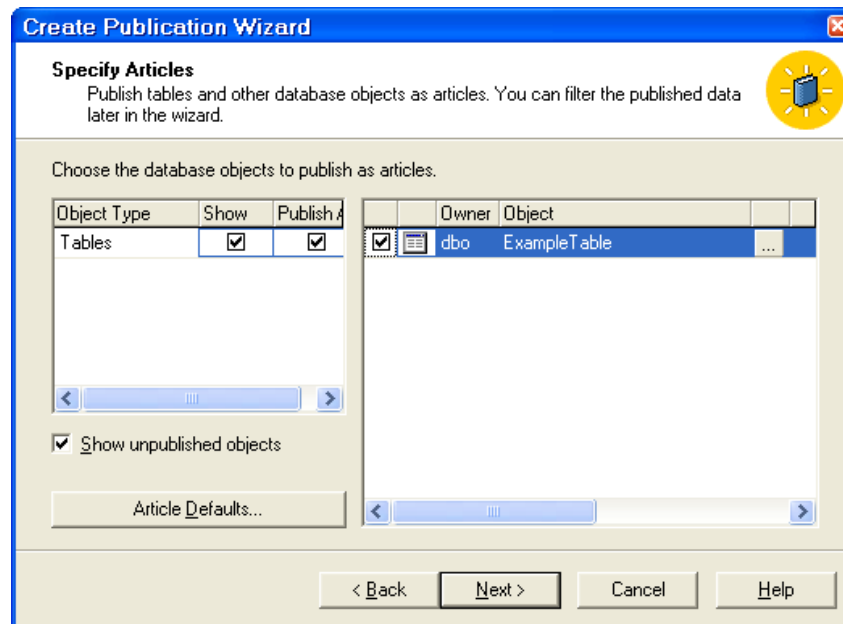 Create Publication Wizard
Specify Articles
Publish tables and other database objects as articles. You can filter the published data
later in the wizard.
Choose the database objects to publish as articles.
Object Type Show Publish A
Tables
Owner Object
dbo ExampleTable ...
Show unpublished objects
Article Defaults...
< Back Next > Cancel Help